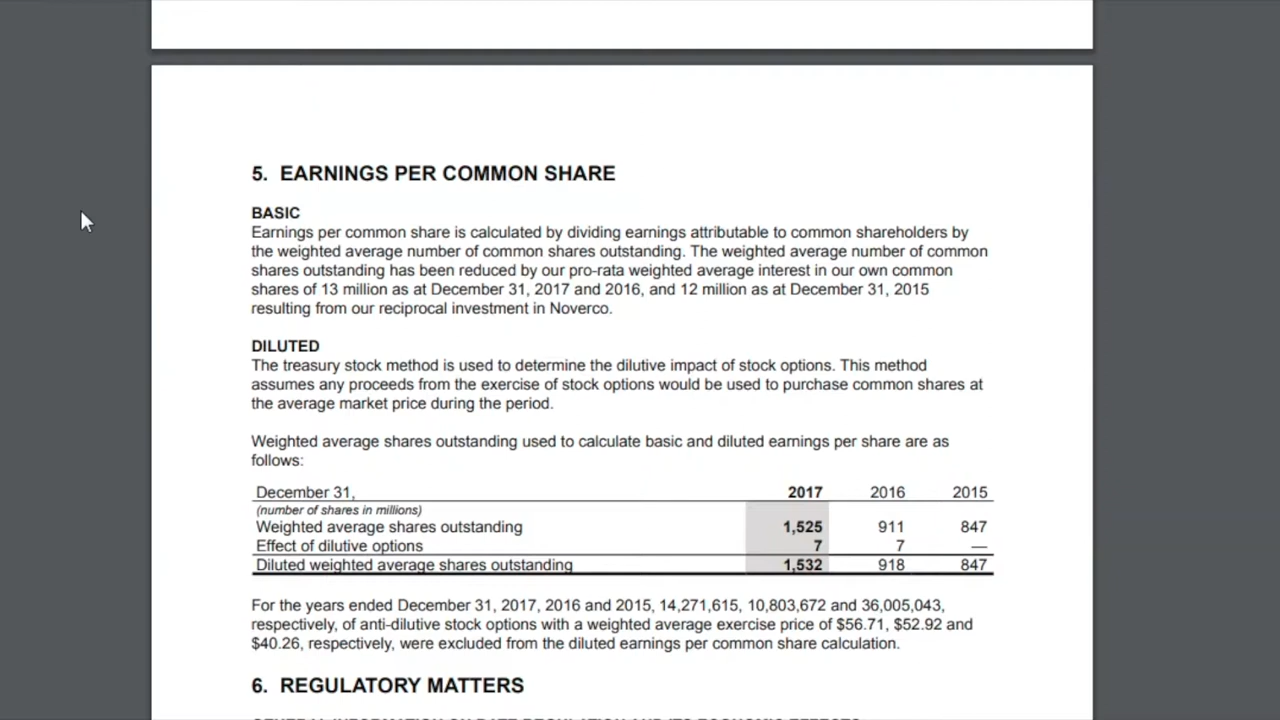 5. EARNINGS PER COMMON SHARE
BASIC
Earnings per common share is calculated by dividing earnings attributable to common shareholders by
the weighted average number of common shares outstanding. The weighted average number of common
shares outstanding has been reduced by our pro-rata weighted average interest in our own common
shares of 13 million as at December 31, 2017 and 2016, and 12 million as at December 31, 2015
resulting from our reciprocal investment in Noverco.
DILUTED
The treasury stock method is used to determine the dilutive impact of stock options. This method
assumes any proceeds from the exercise of stock options would be used to purchase common shares at
the average market price during the period.
Weighted average shares outstanding used to calculate basic and diluted earnings per share are as
follows:
December 31, 2017 2016 2015
(number of shares in millions)
Weighted average shares outstanding 1,525 911 847
Effect of dilutive options 7 7 —
Diluted weighted average shares outstanding 1,532 918 847
For the years ended December 31, 2017, 2016 and 2015, 14,271,615, 10,803,672 and 36,005,043,
respectively, of anti-dilutive stock options with a weighted average exercise price of $56.71, $52.92 and
$40.26, respectively, were excluded from the diluted earnings per common share calculation.
6. REGULATORY MATTERS